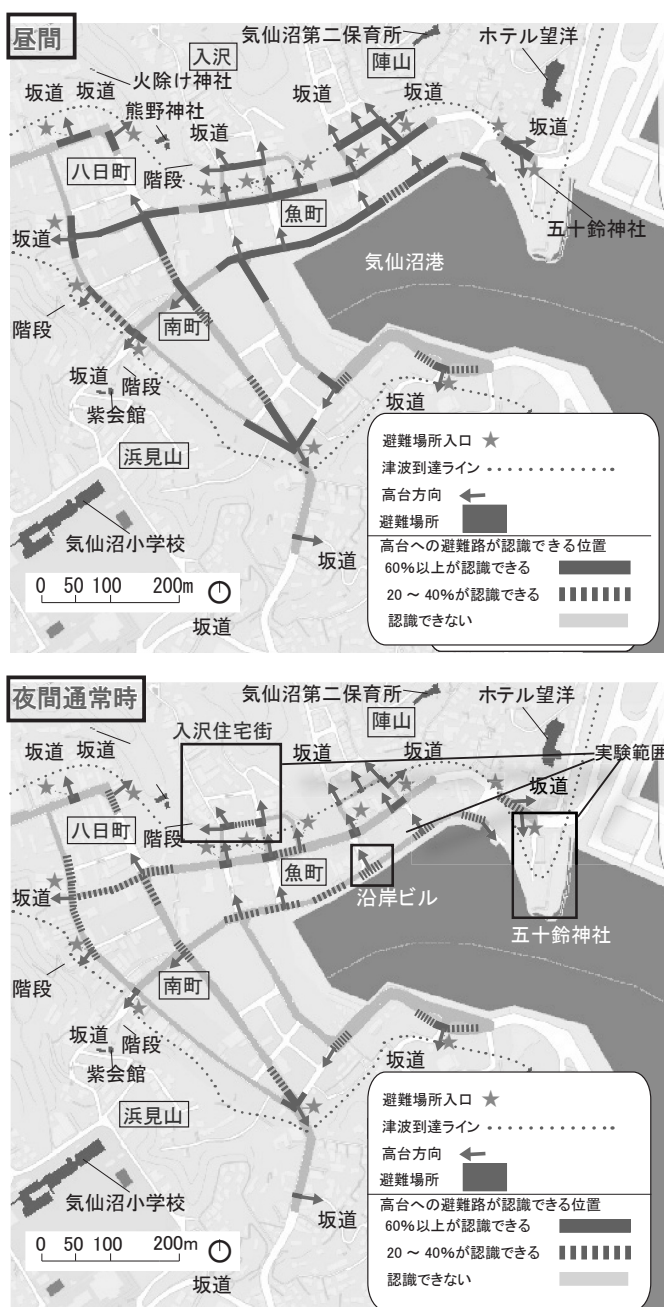 昼間
気仙沼第二保育所
ホテル望洋
入沢
陣山
火除け神社
坂道
坂道
熊野神社
坂道
坂道
坂道
八日町
階段
魚町
五十鈴神社
坂道
気仙沼港
階段
南町
坂道
階段
坂道
紫会館
浜見山
避難場所入口
津波到達ライン
高台方向
避難場所
高台への避難路が認識できる位置
60%以上が認識できる
20 ~ 40%が認識できる
認識できない
気仙沼小学校
坂道
0 50 100 200m
坂道
夜間通常時
気仙沼第二保育所
ホテル望洋
陣山
入沢住宅街
坂道
坂道
坂道
坂道
実験範囲
坂道
八日町
階段
魚町
坂道
沿岸ビル
五十鈴神社
階段
南町
坂道
階段
坂道
紫会館
浜見山
避難場所入口
津波到達ライン
高台方向
避難場所
高台への避難路が認識できる位置
60%以上が認識できる
20 ~ 40%が認識できる
認識できない
気仙沼小学校
坂道
0 50 100 200m
坂道